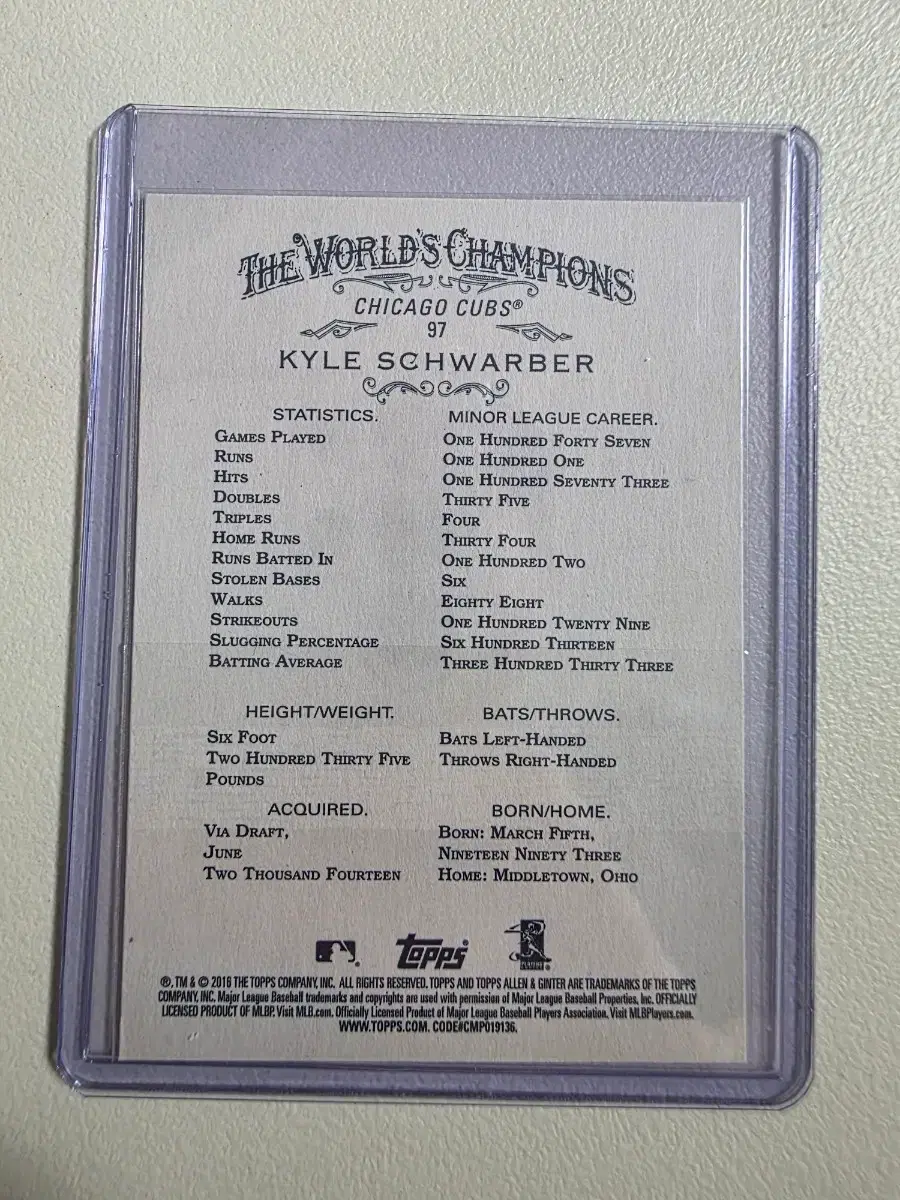 THE WORLD'S CHAMPIONS
CHICAGO CUBS®
97
KYLE SCHWARBER
STATISTICS. MINOR LEAGUE CAREER.
GAMES PLAYED ONE HUNDRED FORTY SEVEN
RUNS ONE HUNDRED ONE
HITS ONE HUNDRED SEVENTY THREE
DOUBLES THIRTY FIVE
TRIPLES FOUR
HOME RUNS THIRTY FOUR
RUNS BATTED IN ONE HUNDRED TWO
STOLEN BASES SIX
WALKS EIGHTY EIGHT
STRIKEOUTS ONE HUNDRED TWENTY NINE
SLUGGING PERCENTAGE SIX HUNDRED THIRTEEN
BATTING AVERAGE THREE HUNDRED THIRTY THREE
HEIGHT/WEIGHT.
SIX FOOT
TWO HUNDRED THIRTY FIVE
POUNDS
BATS/THROWS.
BATS LEFT-HANDED
THROWS RIGHT-HANDED
ACQUIRED.
VIA DRAFT,
JUNE
TWO THOUSAND FOURTEEN
BORN/HOME.
BORN: MARCH FIFTH,
NINETEEN NINETY THREE
HOME: MIDDLETOWN, OHIO
topps®
PLAYERS
®, TM & © 2016 THE TOPPS COMPANY, INC. ALL RIGHTS RESERVED. TOPPS AND TOPPS ALLEN & GINTER ARE TRADEMARKS OF THE TOPPS
COMPANY, INC. Major League Baseball trademarks and copyrights are used with permission of Major League Baseball Properties, Inc. OFFICIALLY
LICENSED PRODUCT OF MLBP. Visit MLB.com. Officially Licensed Product of Major League Baseball Players Association. Visit MLBPlayers.com.
WWW.TOPPS.COM. CODE#CMP019136.